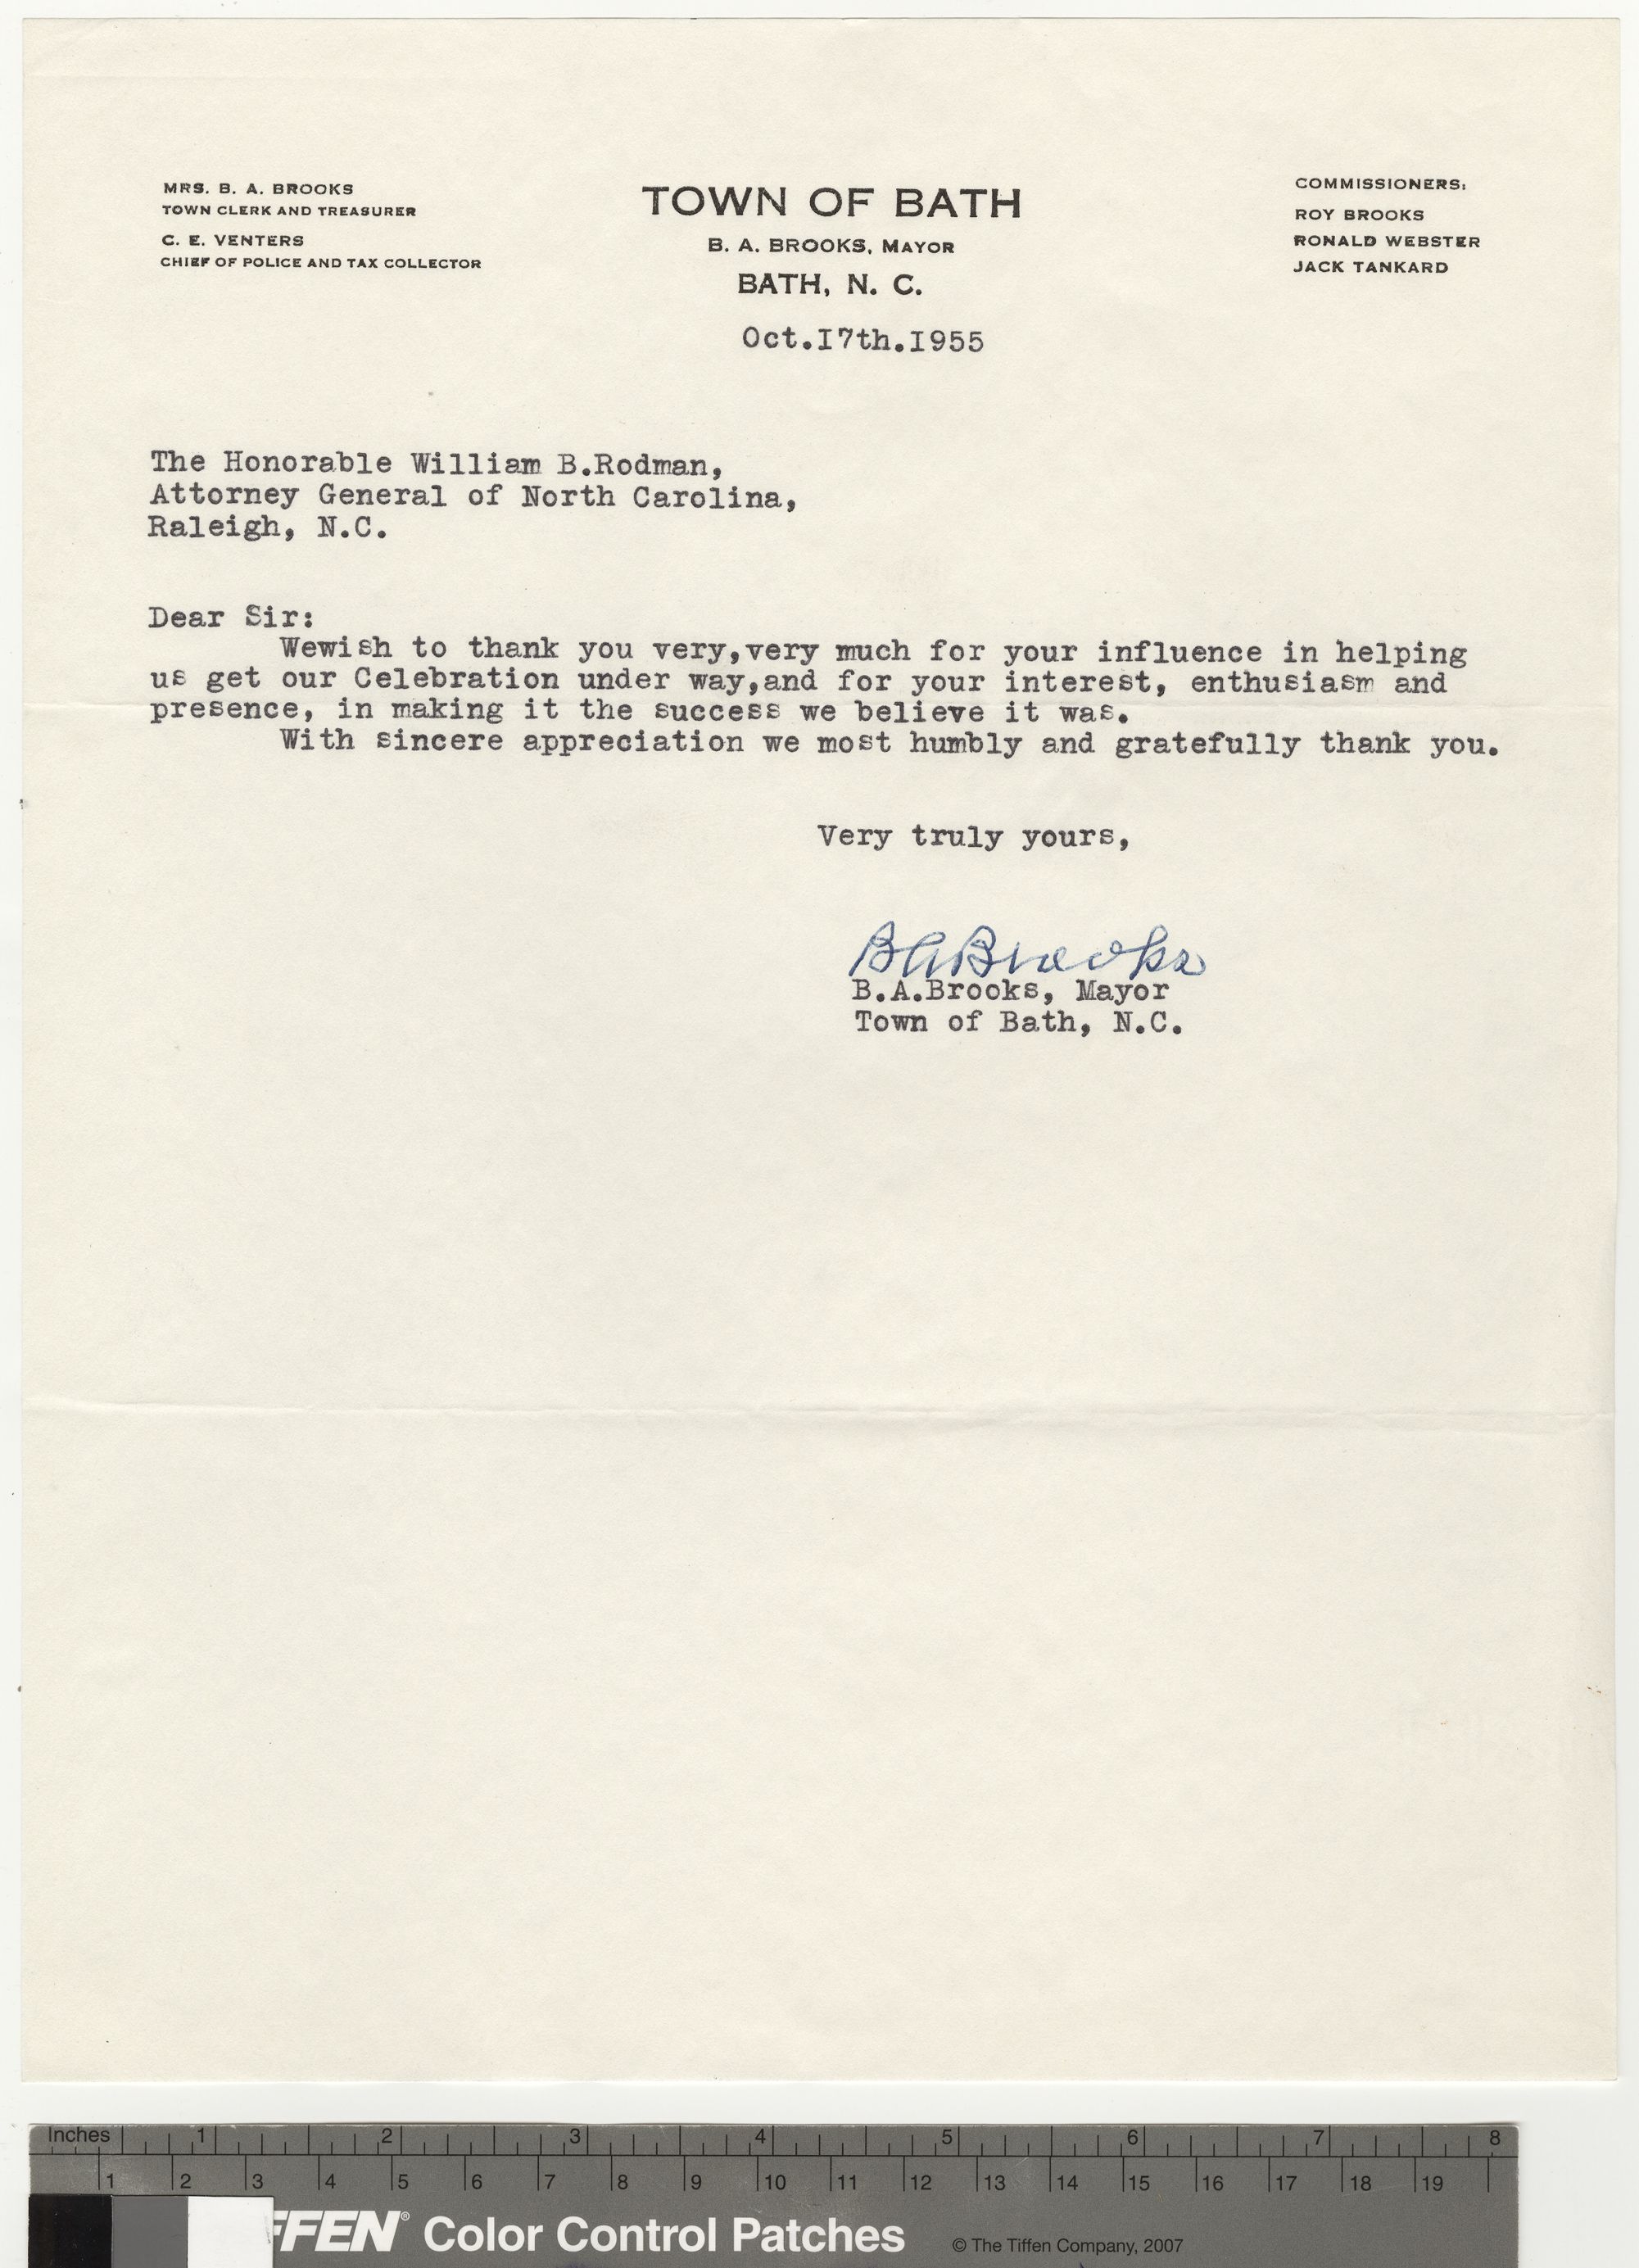 MRS. B. A. BROOKS
TOWN CLERK AND TREASURER
C. E. VENTERS
CHIEF OF POLICE AND TAX COLLECTOR
TOWN OF BATH
B. A. BROOKS, MAYOR
BATH, N. C.
COMMISSIONERS:
ROY BROOKS
RONALD WEBSTER
JACK TANKARD
Oct.I7th.I955
The Honorable William B.Rodman,
Attorney General of North Carolina,
Raleigh, N.C.
Dear Sir:
Wewish to thank you very,very much for your influence in helping
us get our Celebration under way,and for your interest, enthusiasm and
presence, in making it the success we believe it was.
With sincere appreciation we most humbly and gratefully thank you.
Very truly yours,
B A Brooks
B.A.Brooks, Mayor
Town of Bath, N.C.
Inches 1 2 3 4 5 6 7 8
1 2 3 4 5 6 7 8 9 10 11 12 13 14 15 16 17 18 19
FFEN® Color Control Patches © The Tiffen Company, 2007